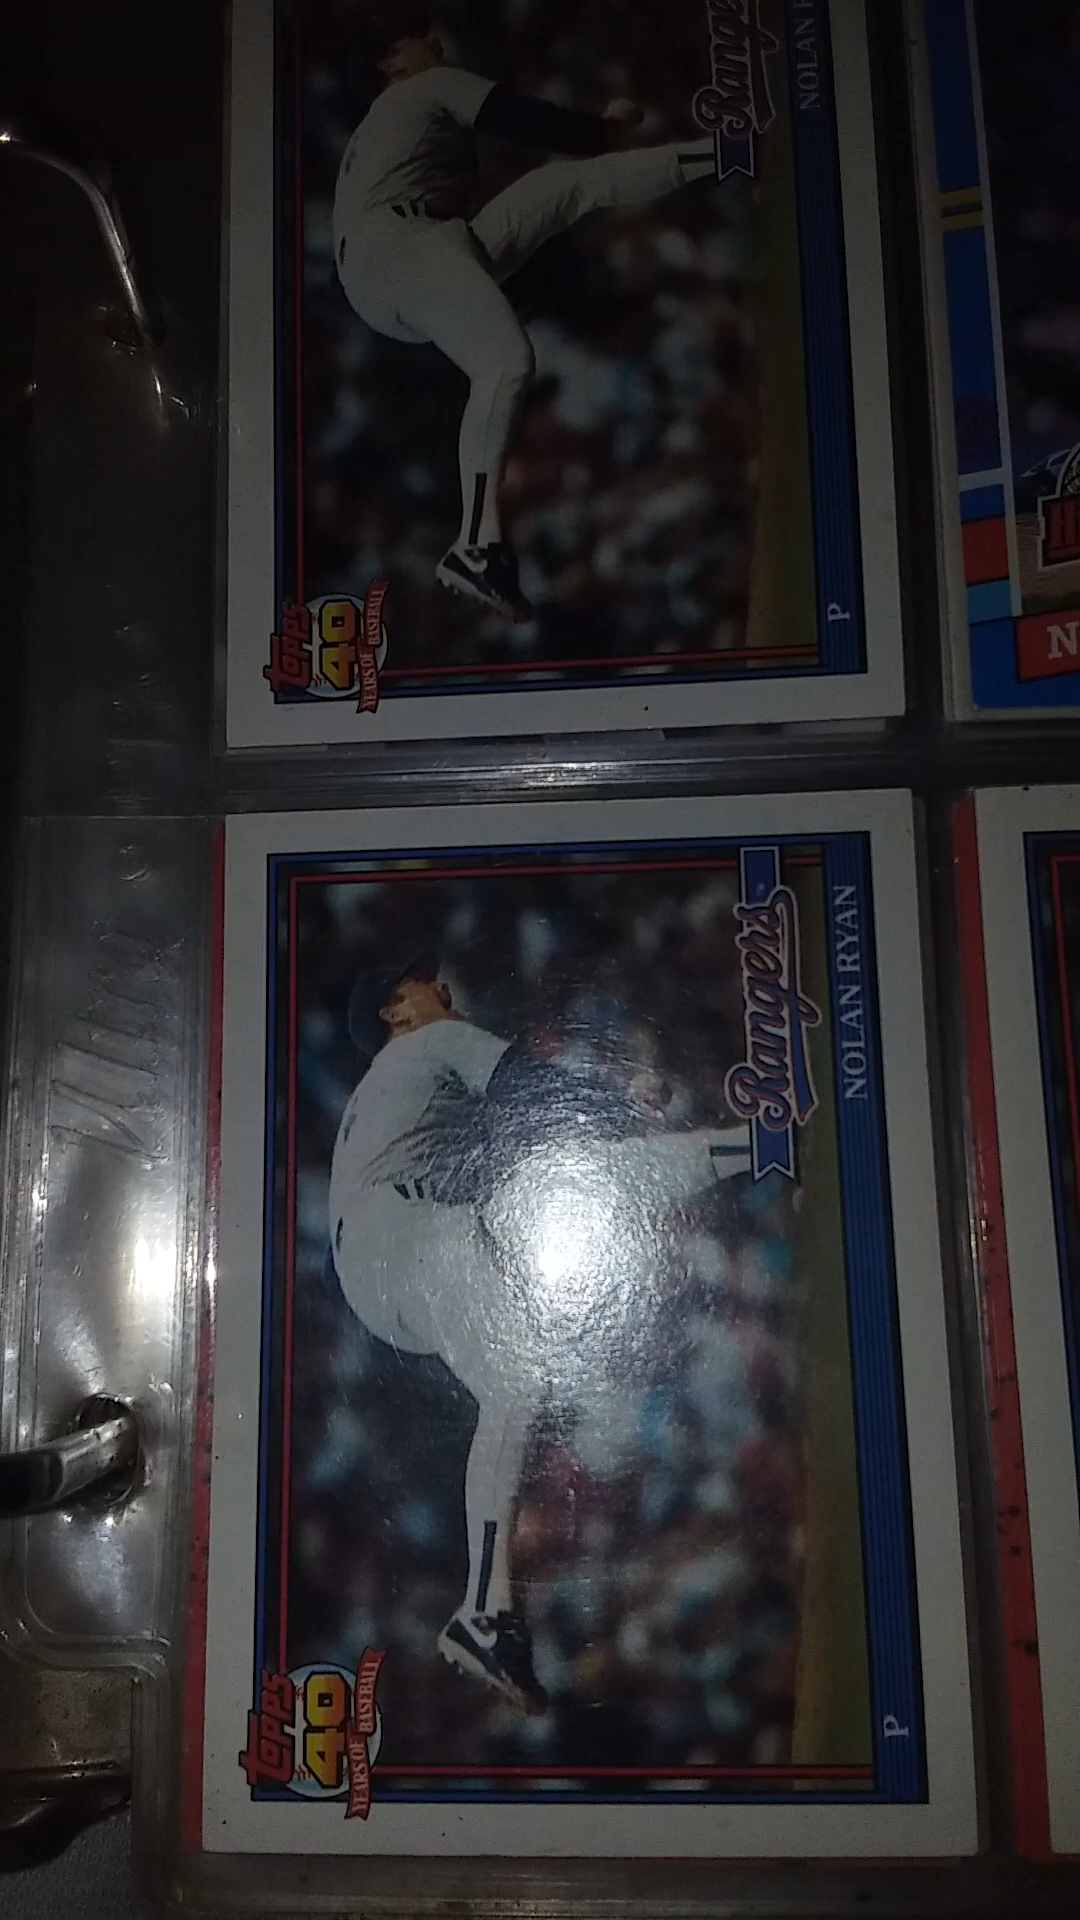 Rangers
NOLAN R
P
topps
40
YEARS OF BASEBALL
N
Rangers
NOLAN RYAN
P
topps
40
YEARS OF BASEBALL